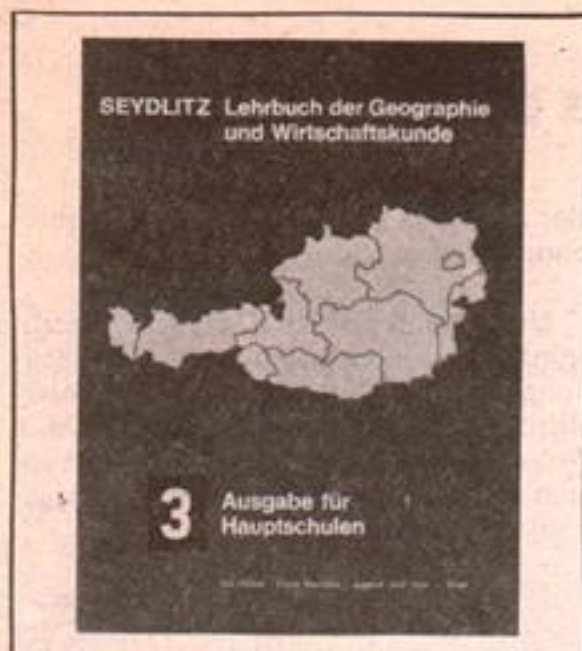 SEYDLITZ Lehrbuch der Geographie
und Wirtschaftskunde
3 Ausgabe für
Hauptschulen